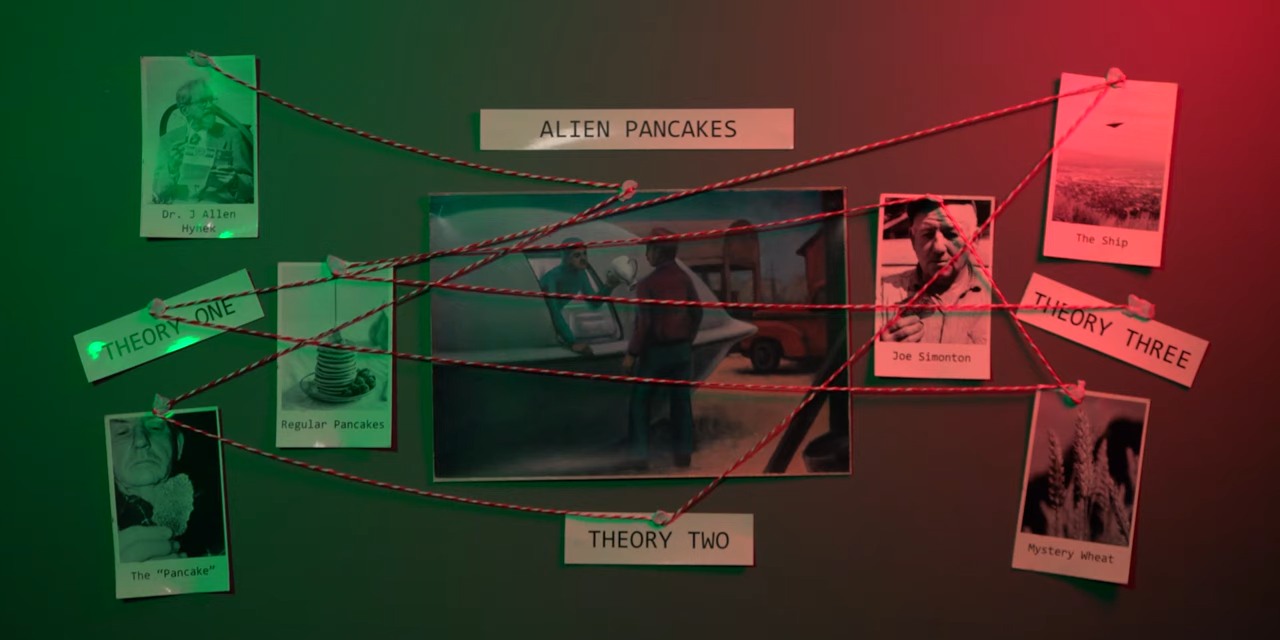 ALIEN PANCAKES
Dr. J Allen
Hynek
The Ship
THEORY ONE
THEORY THREE
Joe Simonton
Regular Pancakes
THEORY TWO
The “Pancake”
Mystery Wheat